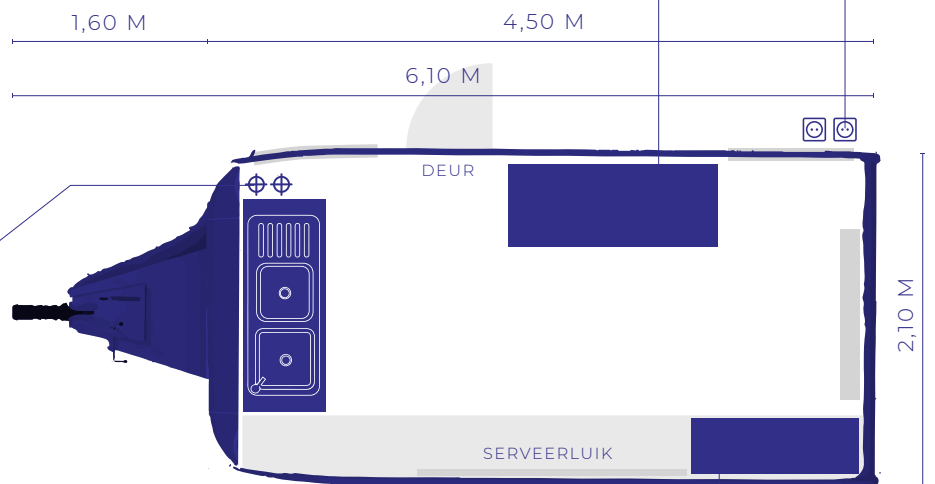 1,60 M
4,50 M
6,10 M
DEUR
2,10 M
SERVEERLUIK